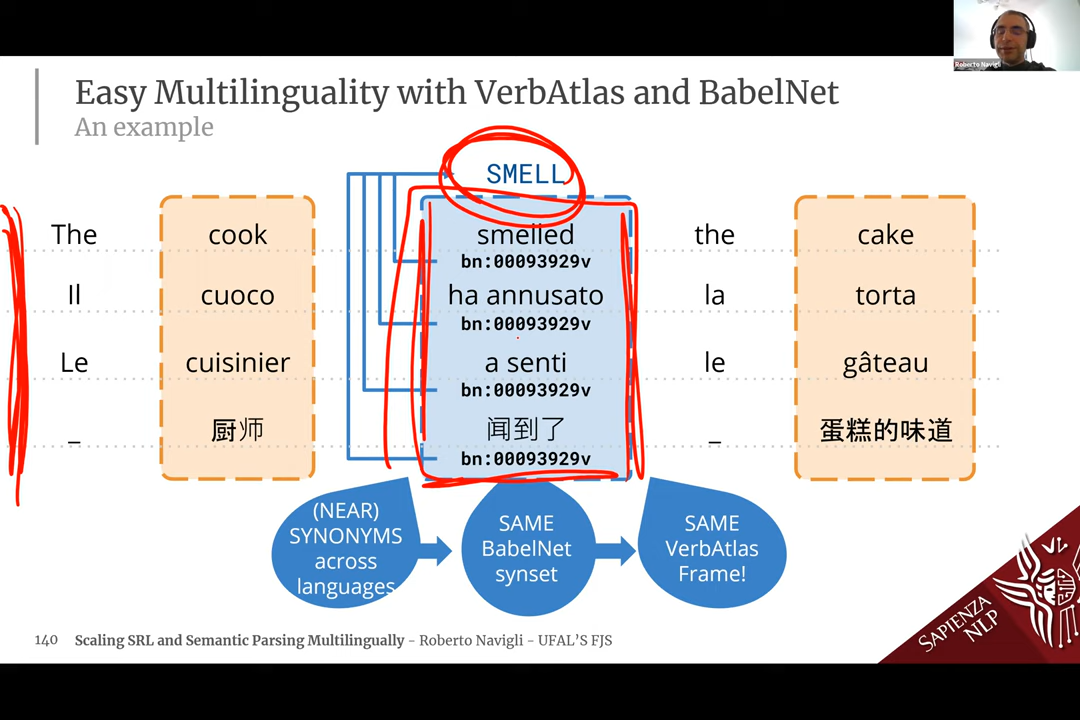 Roberto Navigli
Easy Multilinguality with VerbAtlas and BabelNet
An example
SMELL
The cook smelled the cake
bn:00093929v
Il cuoco ha annusato la torta
bn:00093929v
Le cuisinier a senti le gâteau
bn:00093929v
_ 厨师 闻到了 _ 蛋糕的味道
bn:00093929v
(NEAR)
SYNONYMS
across
languages
SAME
BabelNet
synset
SAME
VerbAtlas
Frame!
140 Scaling SRL and Semantic Parsing Multilingually - Roberto Navigli - UFAL'S FJS
SAPIENZA
NLP